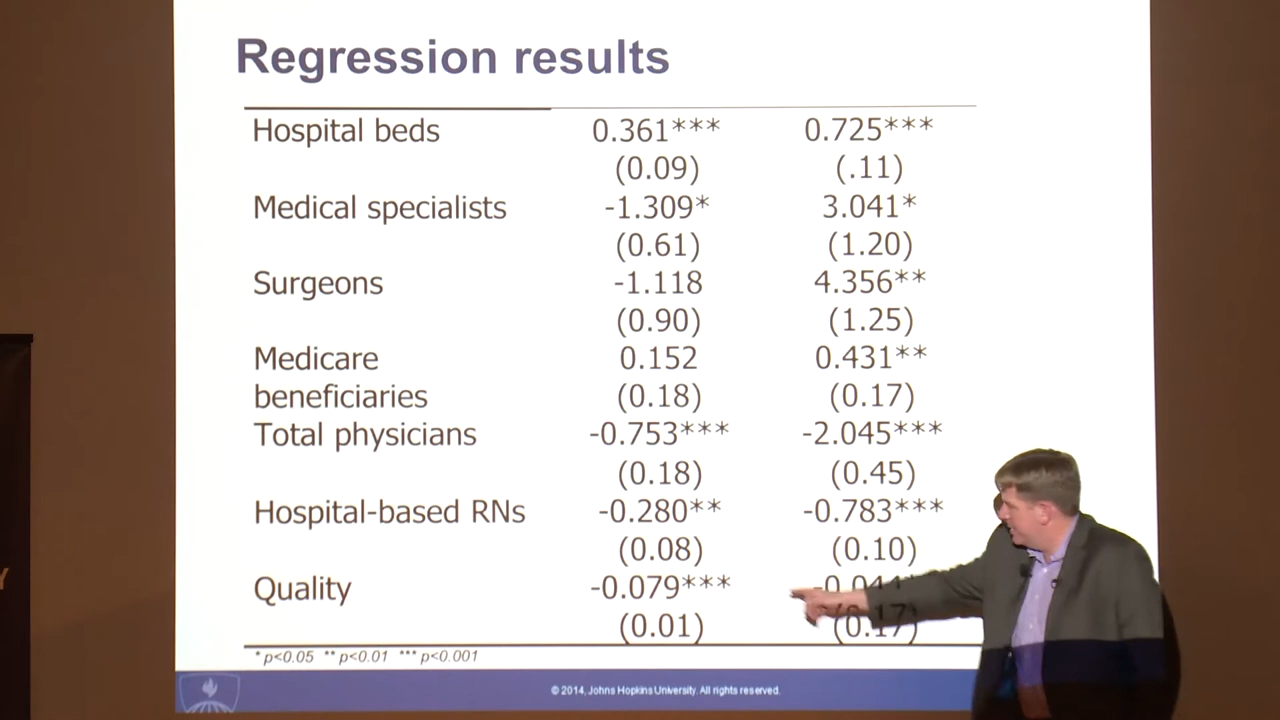 Regression results
Hospital beds 0.361*** 0.725***
(0.09) (.11)
Medical specialists -1.309* 3.041*
(0.61) (1.20)
Surgeons -1.118 4.356**
(0.90) (1.25)
Medicare 0.152 0.431**
beneficiaries (0.18) (0.17)
Total physicians -0.753*** -2.045***
(0.18) (0.45)
Hospital-based RNs -0.280** -0.783***
(0.08) (0.10)
Quality -0.079***
(0.01) (0.17)
* p<0.05 ** p<0.01 *** p<0.001
© 2014, Johns Hopkins University. All rights reserved.